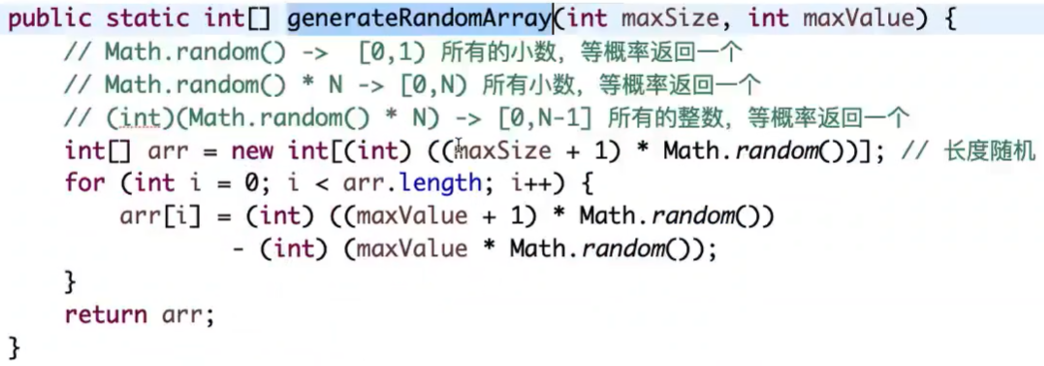 public static int[] generateRandomArray(int maxSize, int maxValue) {
// Math.random() -> [0,1) 所有的小数，等概率返回一个
// Math.random() * N -> [0,N) 所有小数，等概率返回一个
// (int)(Math.random() * N) -> [0,N-1] 所有的整数，等概率返回一个
int[] arr = new int[(int) ((maxSize + 1) * Math.random())]; // 长度随机
for (int i = 0; i < arr.length; i++) {
arr[i] = (int) ((maxValue + 1) * Math.random())
- (int) (maxValue * Math.random());
}
return arr;
}